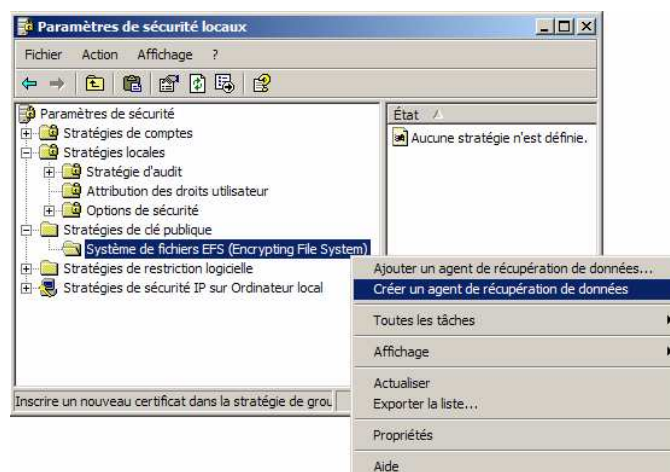 Paramètres de sécurité locaux
Fichier Action Affichage ?
Paramètres de sécurité
Stratégies de comptes
Stratégies locales
Stratégie d'audit
Attribution des droits utilisateur
Options de sécurité
Stratégies de clé publique
Système de fichiers EFS (Encrypting File System)
Stratégies de restriction logicielle
Stratégies de sécurité IP sur Ordinateur local
État
Aucune stratégie n'est définie.
Ajouter un agent de récupération de données...
Créer un agent de récupération de données
Toutes les tâches
Affichage
Actualiser
Exporter la liste...
Propriétés
Aide
Inscrire un nouveau certificat dans la stratégie de grou